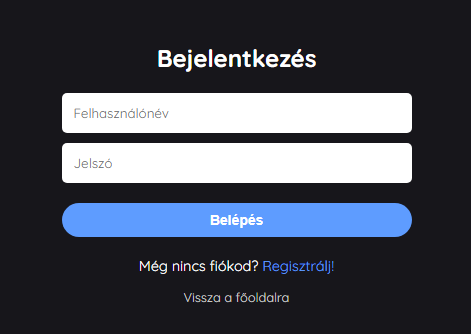 Bejelentkezés
Felhasználónév
Jelszó
Belépés
Még nincs fiókod? Regisztrálj!
Vissza a főoldalra